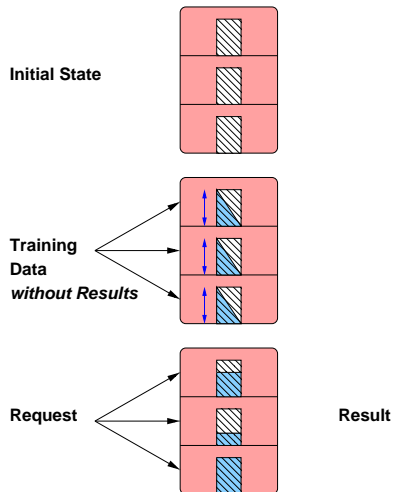 Initial State
Training
Data
without Results
Request
Result